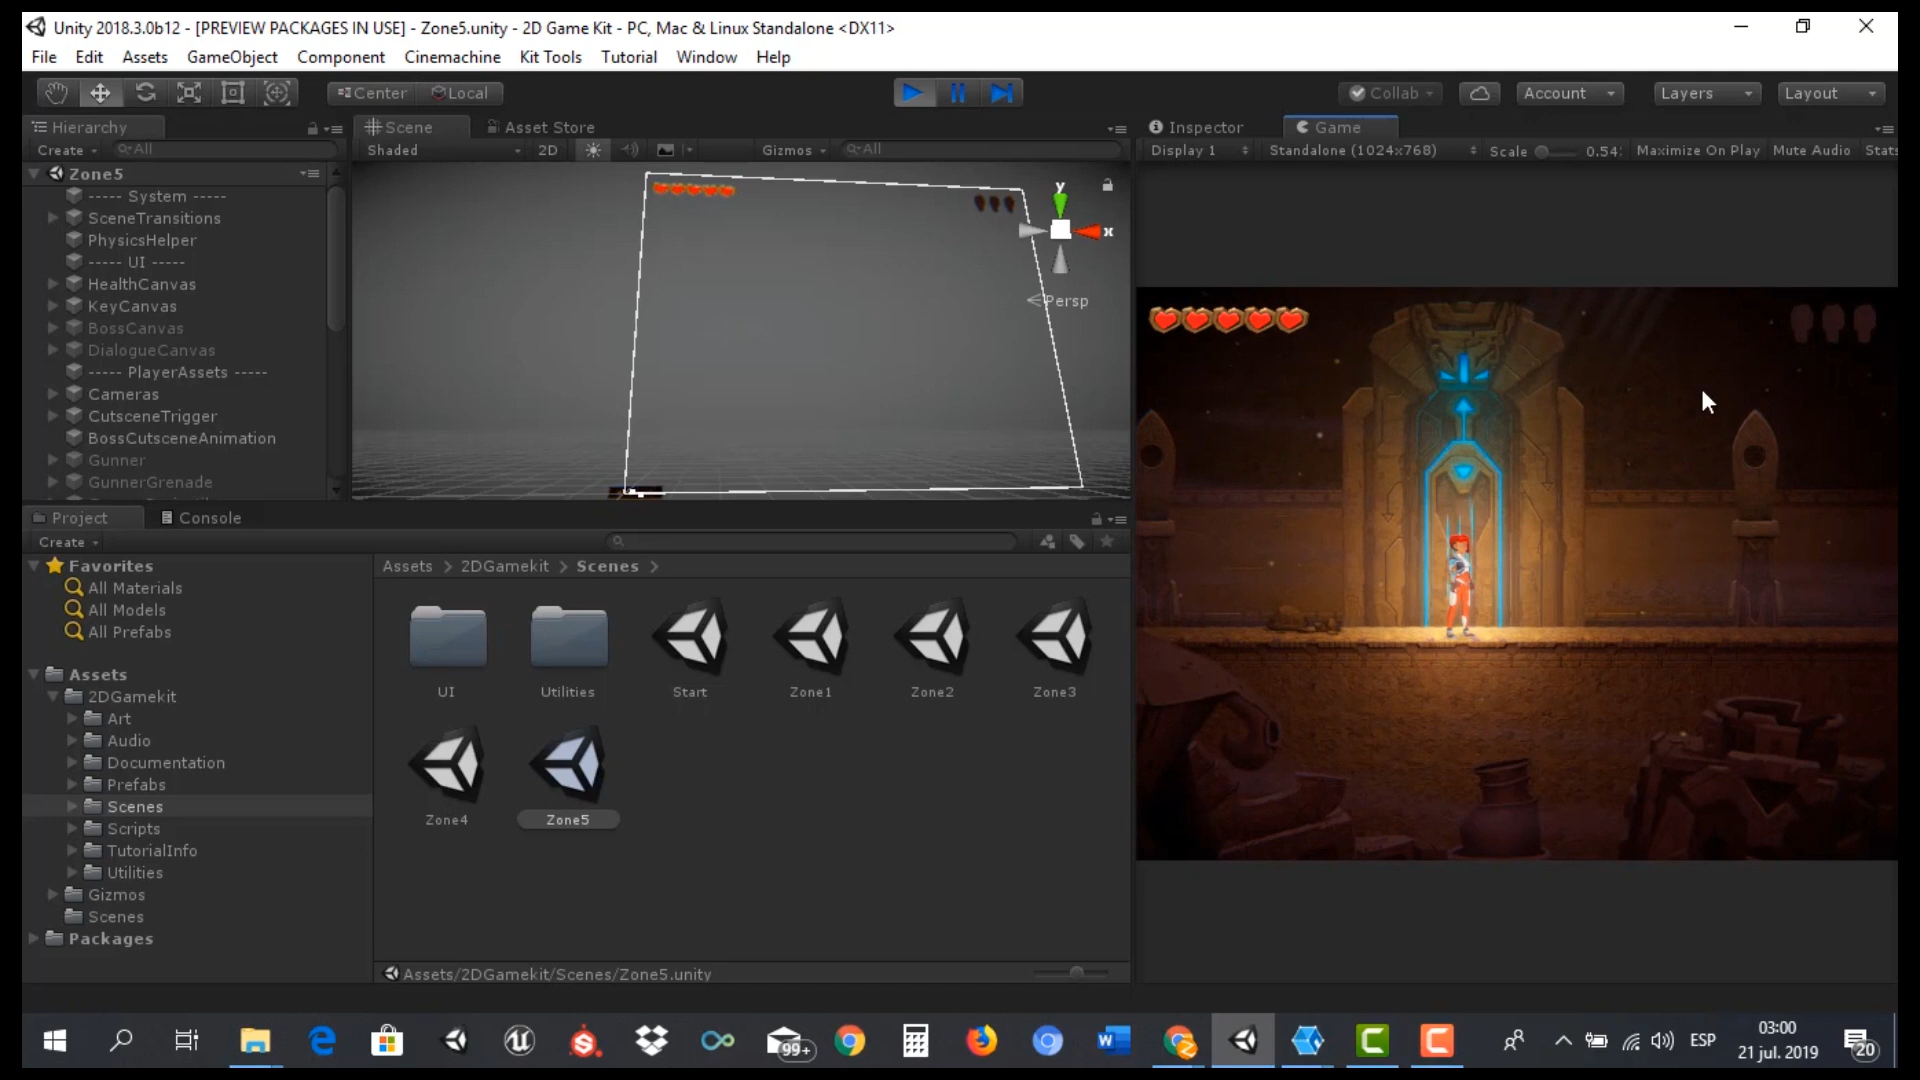 Unity 2018.3.0b12 - [PREVIEW PACKAGES IN USE] - Zone5.unity - 2D Game Kit - PC, Mac & Linux Standalone <DX11>
File Edit Assets GameObject Component Cinemachine Kit Tools Tutorial Window Help
Center Local Collab Account Layers Layout
Hierarchy Scene Asset Store Inspector Game
Create All Shaded 2D Gizmos All Display 1 Standalone (1024x768) Scale 0.54: Maximize On Play Mute Audio Stats
Zone5
----- System -----
SceneTransitions
PhysicsHelper
----- UI -----
HealthCanvas
KeyCanvas
BossCanvas
DialogueCanvas
----- PlayerAssets -----
Cameras
CutsceneTrigger
BossCutsceneAnimation
Gunner
GunnerGrenade
y
x
Persp
Project Console
Create
Favorites
All Materials
All Models
All Prefabs
Assets
2DGamekit
Art
Audio
Documentation
Prefabs
Scenes
Scripts
TutorialInfo
Utilities
Gizmos
Scenes
Packages
Assets > 2DGamekit > Scenes >
UI Utilities Start Zone1 Zone2 Zone3
Zone4 Zone5
Assets/2DGamekit/Scenes/Zone5.unity
99+
W
ESP
03:00
21 jul. 2019
20